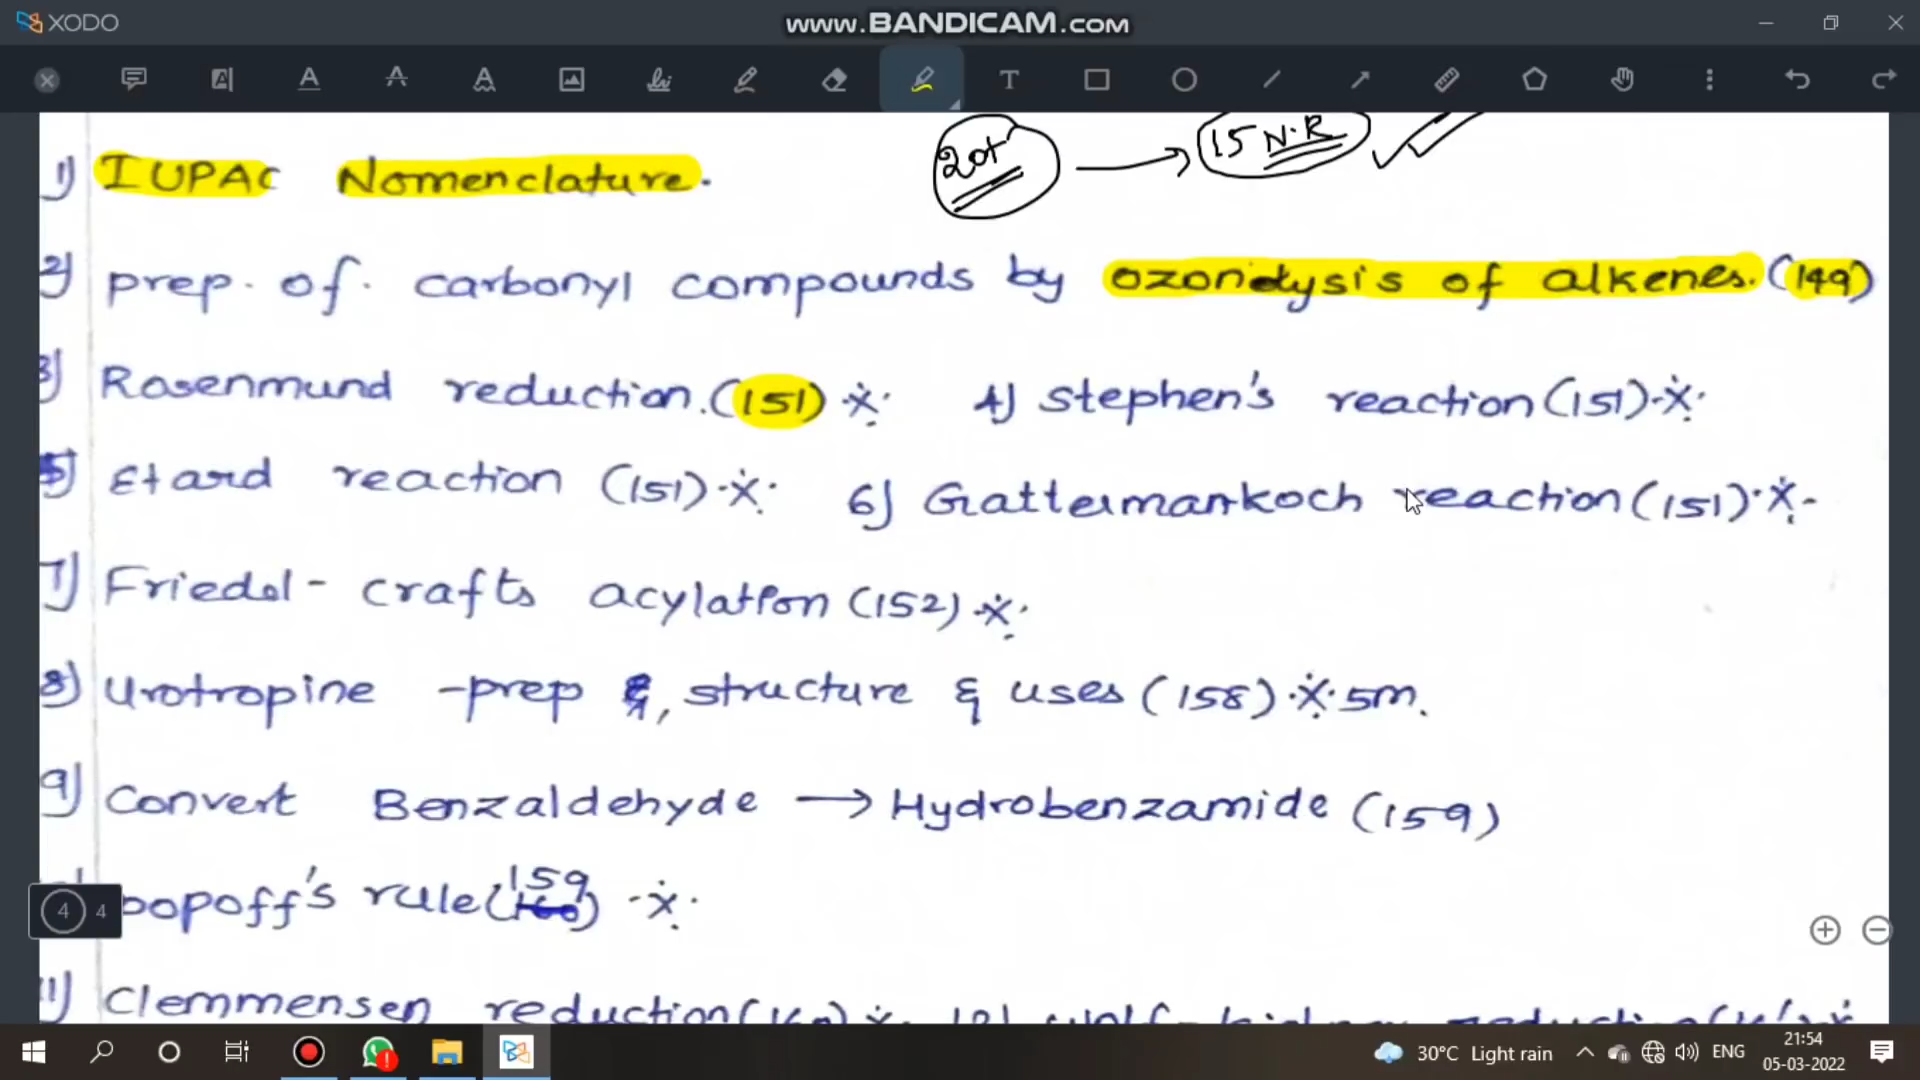 XODO
www.BANDICAM.com
20+ → 15 N.R
1) IUPAC Nomenclature.
2) prep. of. carbonyl compounds by ozonolysis of alkenes. (149)
3) Rosenmund reduction. (151) ※ 4) Stephen's reaction (151) ※
5) Etard reaction (151) ※ 6) Gattermankoch reaction (151) ※
7) Friedel - crafts acylation (152) ※
8) Urotropine - prep &, structure & uses (158) ※ 5m.
9) Convert Benzaldehyde → Hydrobenzamide (159)
popoff's rule (159) ※
11) Clemmensen reduction
4 4
30°C Light rain
ENG
21:54
05-03-2022